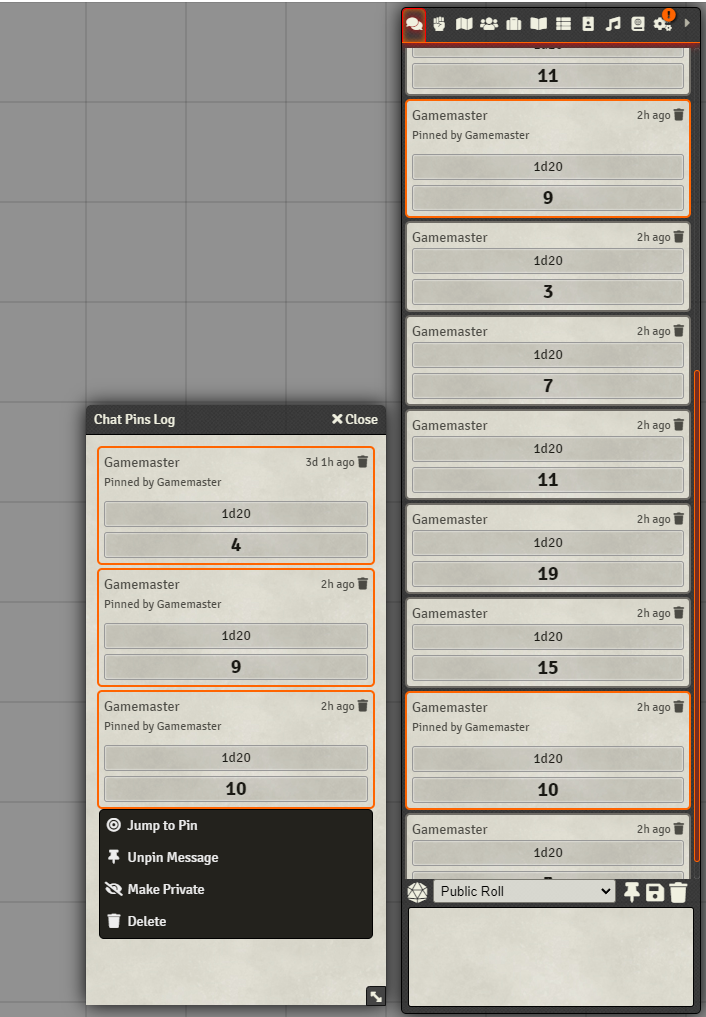 Chat Pins Log
Close
Gamemaster 3d 1h ago
Pinned by Gamemaster
1d20
4
Gamemaster 2h ago
Pinned by Gamemaster
1d20
9
Gamemaster 2h ago
Pinned by Gamemaster
1d20
10
Jump to Pin
Unpin Message
Make Private
Delete
!
1d20
11
Gamemaster 2h ago
Pinned by Gamemaster
1d20
9
Gamemaster 2h ago
1d20
3
Gamemaster 2h ago
1d20
7
Gamemaster 2h ago
1d20
11
Gamemaster 2h ago
1d20
19
Gamemaster 2h ago
1d20
15
Gamemaster 2h ago
Pinned by Gamemaster
1d20
10
Gamemaster 2h ago
1d20
Public Roll